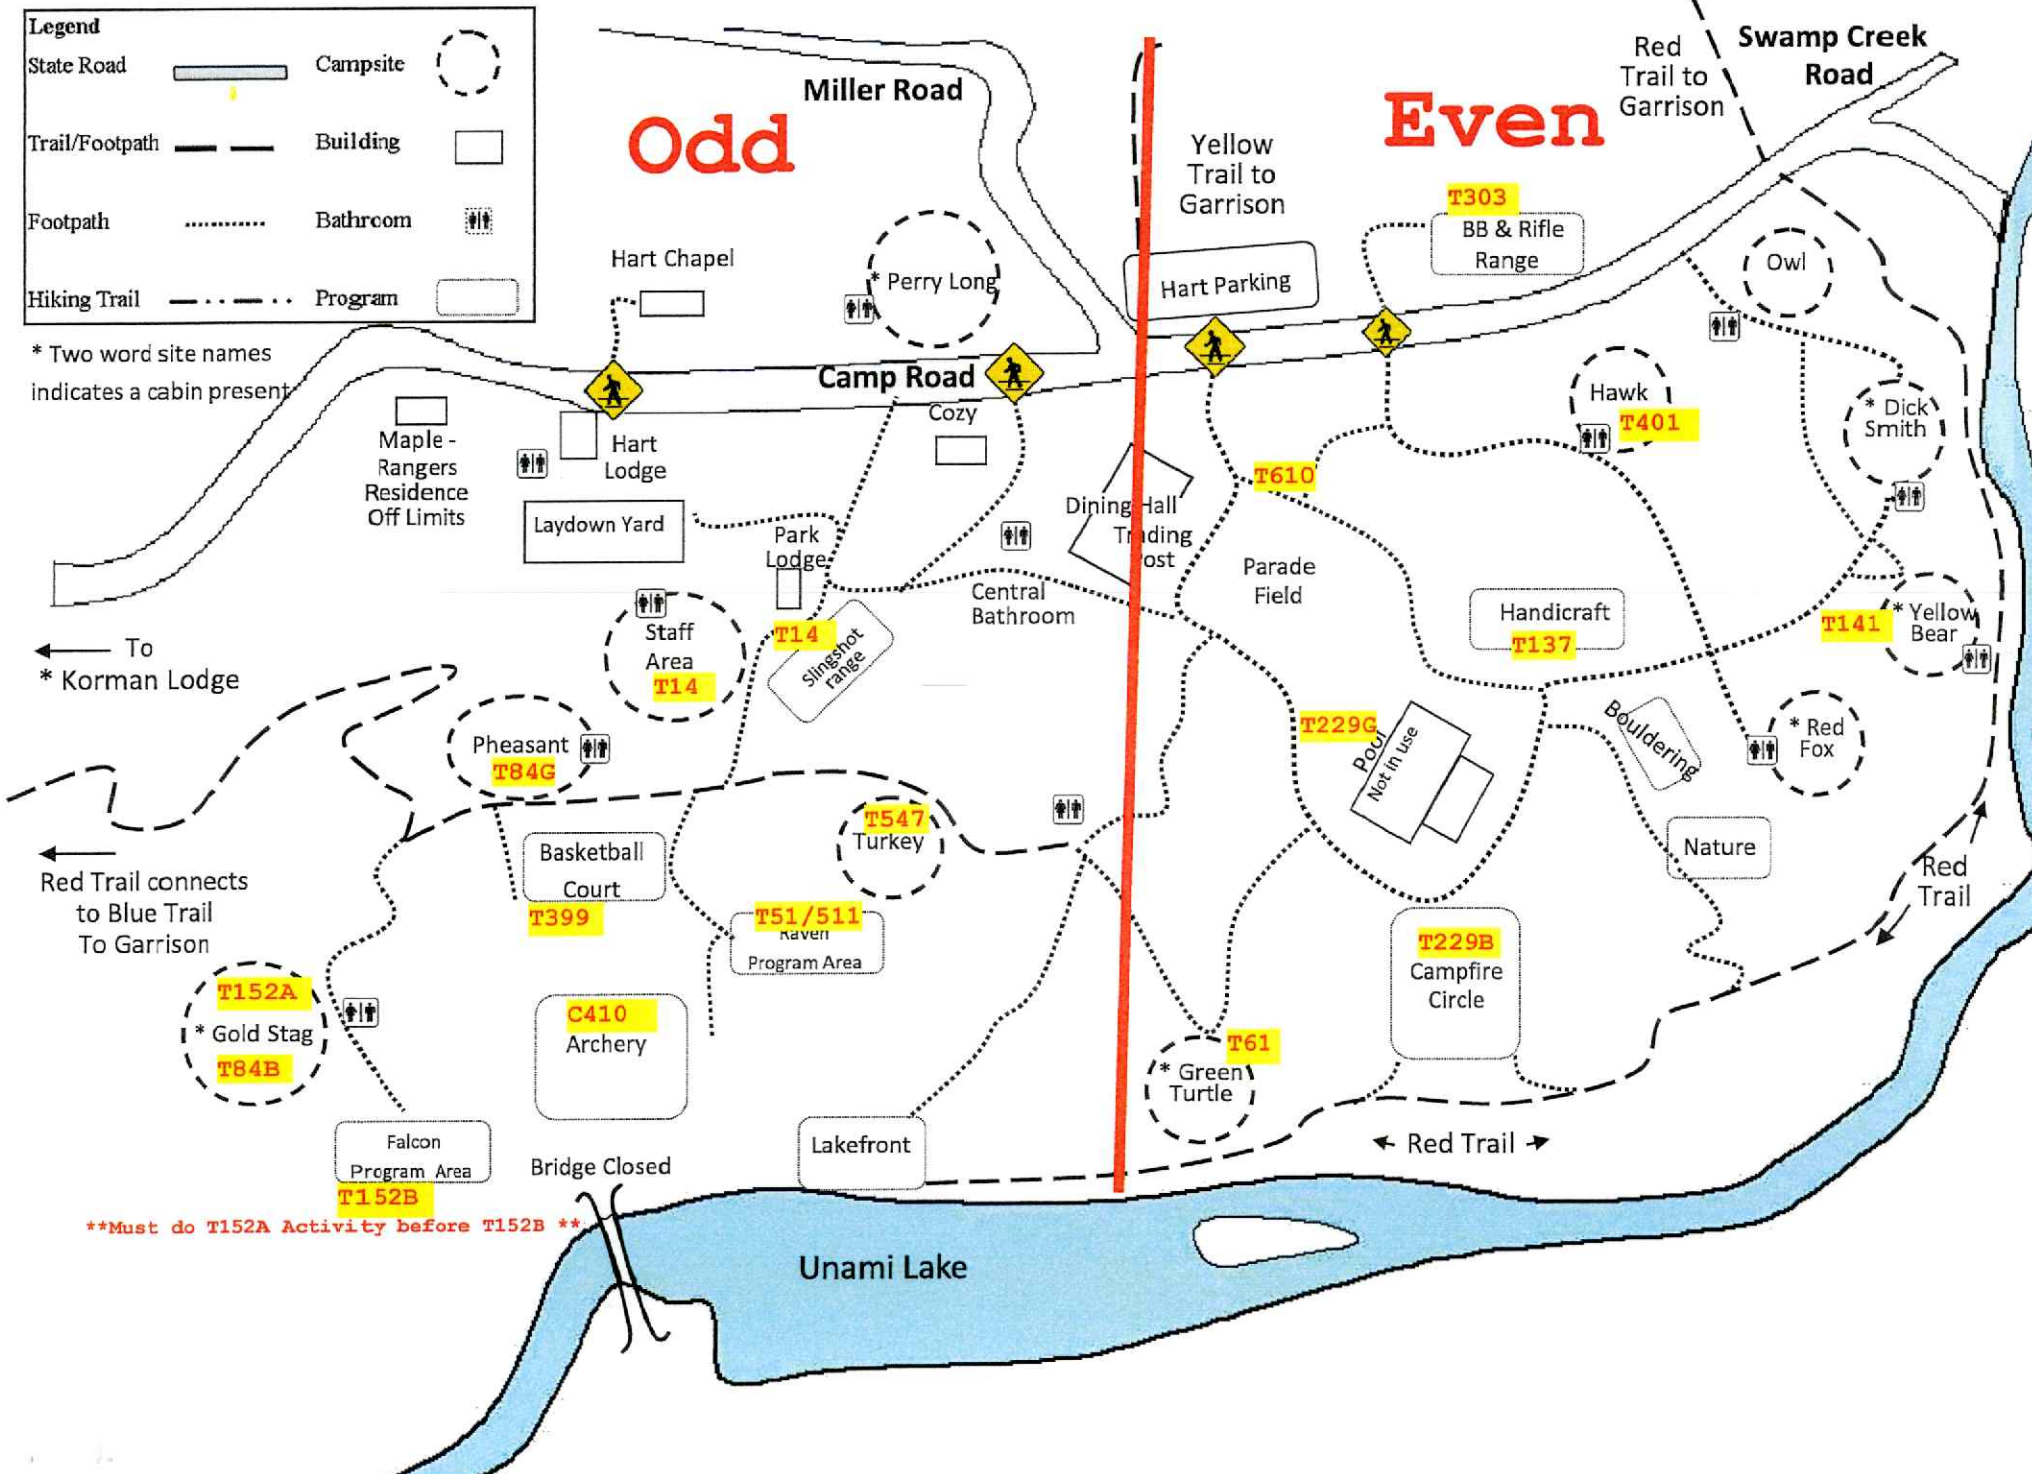 Legend
State Road
Campsite
Trail/Footpath
Building
Footpath
Bathroom
Hiking Trail
Program
* Two word site names
indicates a cabin present
Miller Road
Odd
Even
Red
Trail to
Garrison
Swamp Creek
Road
Yellow
Trail to
Garrison
T303
BB & Rifle
Range
Hart Chapel
* Perry Long
Hart Parking
Owl
Camp Road
Cozy
Hawk
T401
* Dick
Smith
Maple -
Rangers
Residence
Off Limits
Hart
Lodge
Laydown Yard
Park
Lodge
Dining Hall
Trading
Post
T610
Parade
Field
Central
Bathroom
Handicraft
T137
T141
* Yellow
Bear
To
* Korman Lodge
Staff
Area
T14
T14
Slingshot
range
Pheasant
T84G
T229G
Pool
Not in use
Bouldering
* Red
Fox
T547
Turkey
Basketball
Court
T399
T51/511
Raven
Program Area
Nature
Red
Trail
Red Trail connects
to Blue Trail
To Garrison
T152A
* Gold Stag
T84B
C410
Archery
T229B
Campfire
Circle
T61
* Green
Turtle
Falcon
Program Area
T152B
**Must do T152A Activity before T152B **
Bridge Closed
Lakefront
Red Trail
Unami Lake